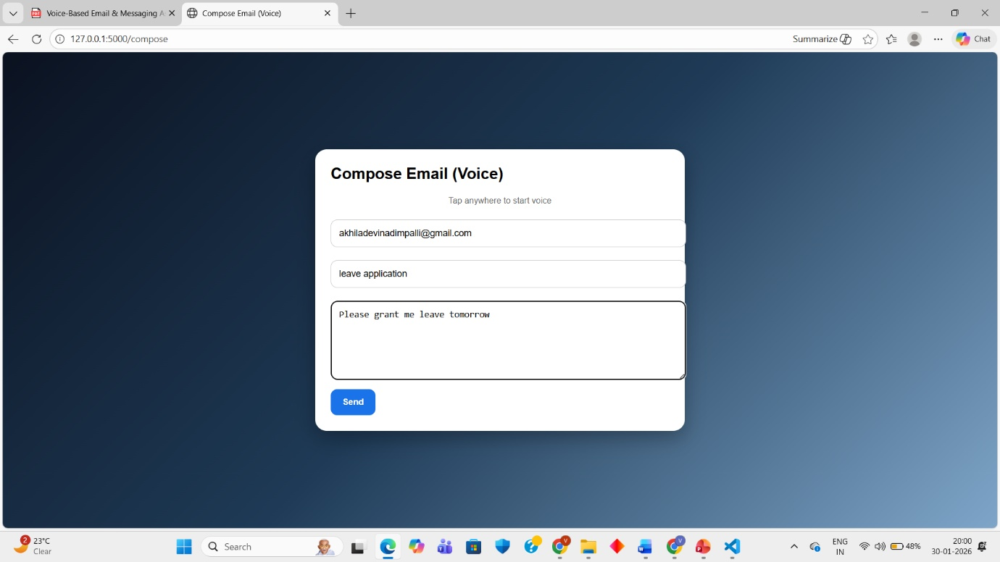 Voice-Based Email & Messaging A
Compose Email (Voice)
127.0.0.1:5000/compose
Summarize
Chat
Compose Email (Voice)
Tap anywhere to start voice
akhiladevinadimpalli@gmail.com
leave application
Please grant me leave tomorrow
Send
2
23°C
Clear
Search
ENG
IN
48%
20:00
30-01-2026